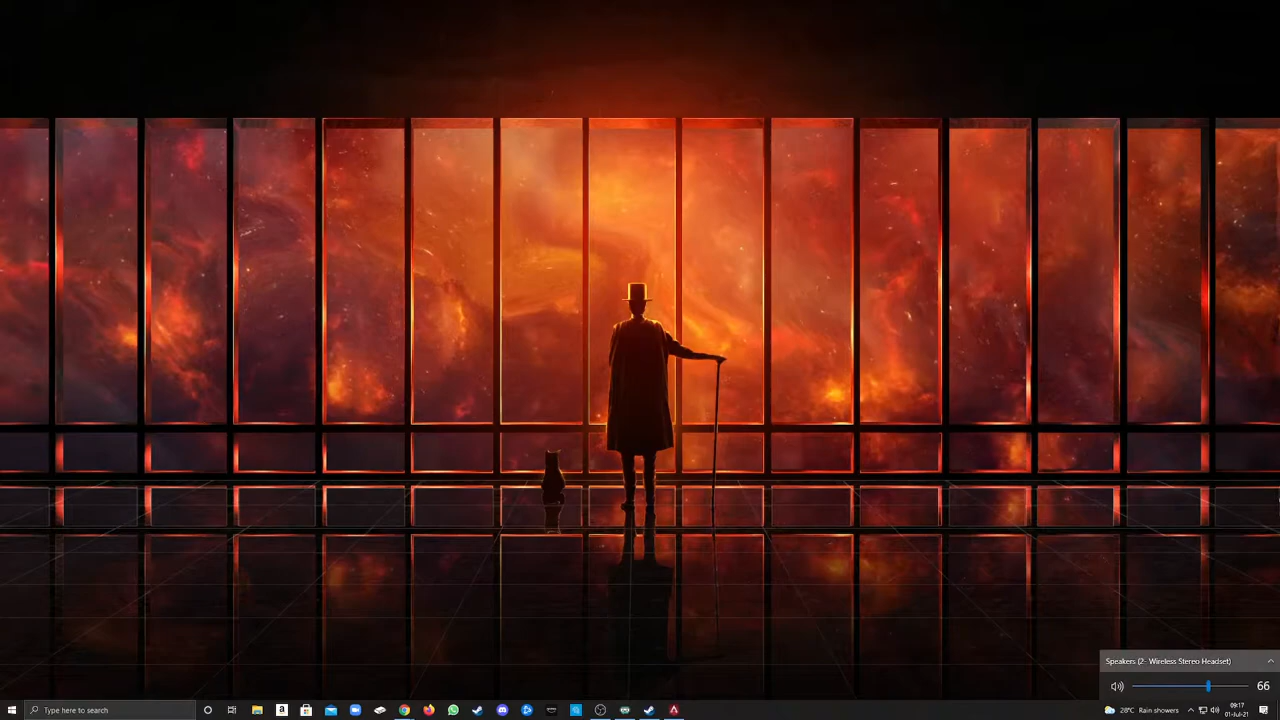 Speakers (2- Wireless Stereo Headset)
66
Type here to search
a
28°C Rain showers
09:17
01-Jul-21